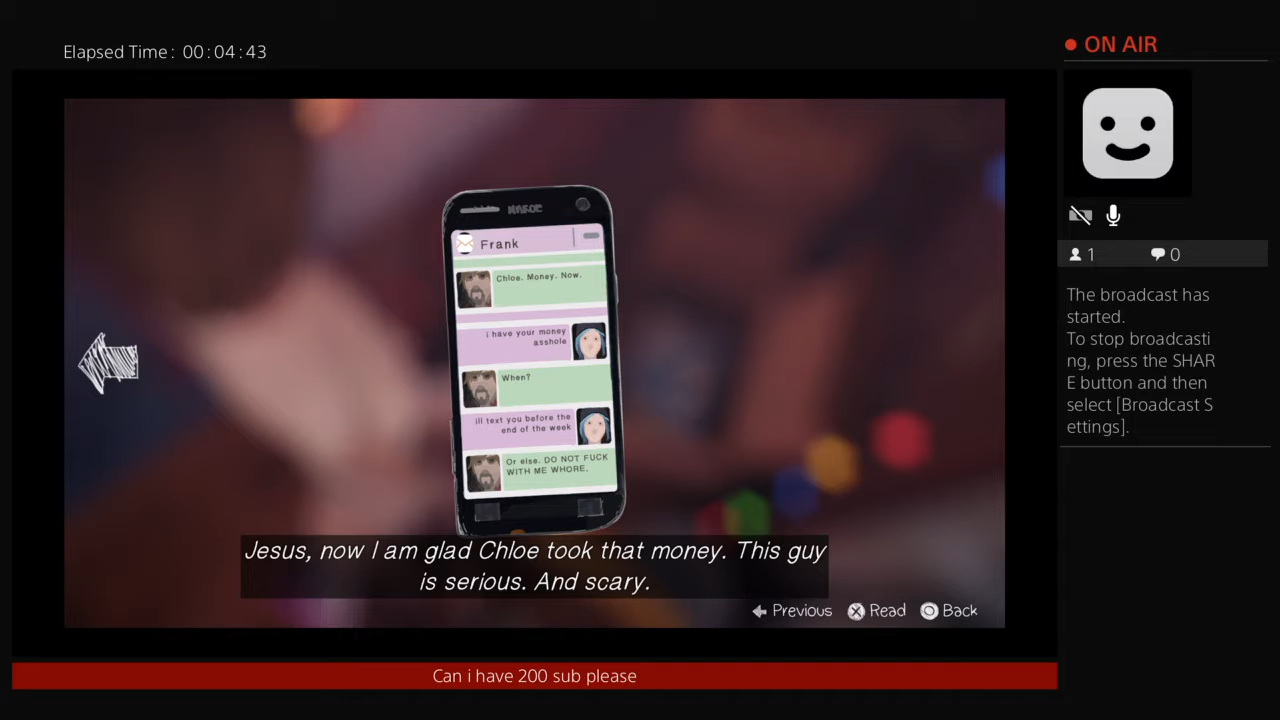 Elapsed Time: 00:04:43
ON AIR
Frank
Chloe. Money. Now.
i have your money
asshole
When?
ill text you before the
end of the week
Or else. DO NOT FUCK
WITH ME WHORE.
Jesus, now I am glad Chloe took that money. This guy
is serious. And scary.
Previous
Read
Back
1
0
The broadcast has
started.
To stop broadcasti
ng, press the SHAR
E button and then
select [Broadcast S
ettings].
Can i have 200 sub please